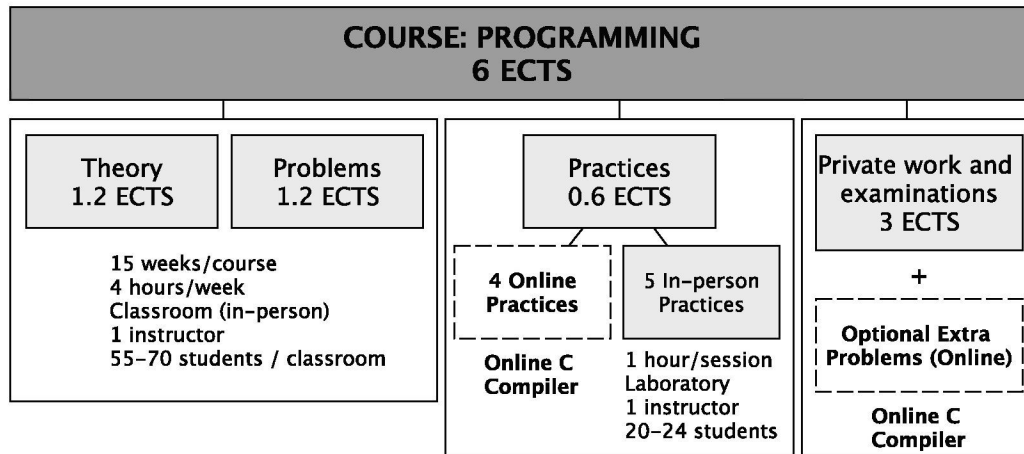 COURSE: PROGRAMMING
6 ECTS
Theory
1.2 ECTS
Problems
1.2 ECTS
15 weeks/course
4 hours/week
Classroom (in-person)
1 instructor
55-70 students / classroom
Practices
0.6 ECTS
4 Online
Practices
Online C
Compiler
5 In-person
Practices
1 hour/session
Laboratory
1 instructor
20-24 students
Private work and
examinations
3 ECTS
+
Optional Extra
Problems (Online)
Online C
Compiler